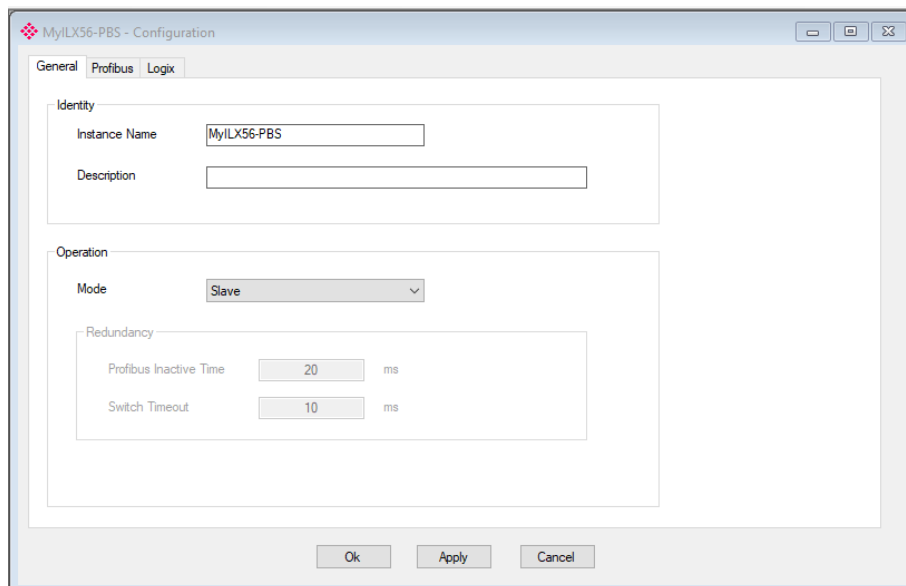 MyILX56-PBS - Configuration
General Profibus Logix
Identity
Instance Name MyILX56-PBS
Description
Operation
Mode Slave
Redundancy
Profibus Inactive Time 20 ms
Switch Timeout 10 ms
Ok Apply Cancel